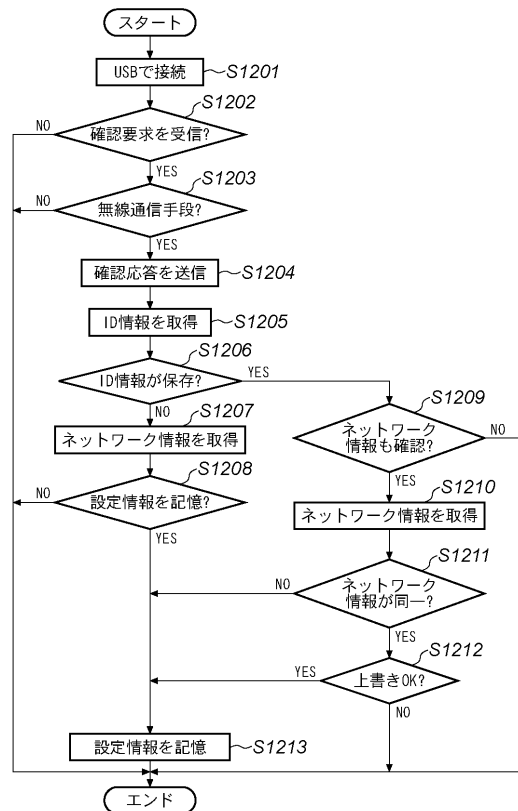 スタート
USBで接続
S1201
S1202
NO
確認要求を受信?
YES
S1203
NO
無線通信手段?
YES
確認応答を送信
S1204
ID情報を取得
S1205
S1206
ID情報が保存?
YES
NO
S1207
ネットワーク情報を取得
S1208
NO
設定情報を記憶?
YES
S1209
ネットワーク
情報も確認?
NO
YES
S1210
ネットワーク情報を取得
S1211
NO
ネットワーク
情報が同一?
YES
S1212
YES
上書きOK?
NO
設定情報を記憶
S1213
エンド